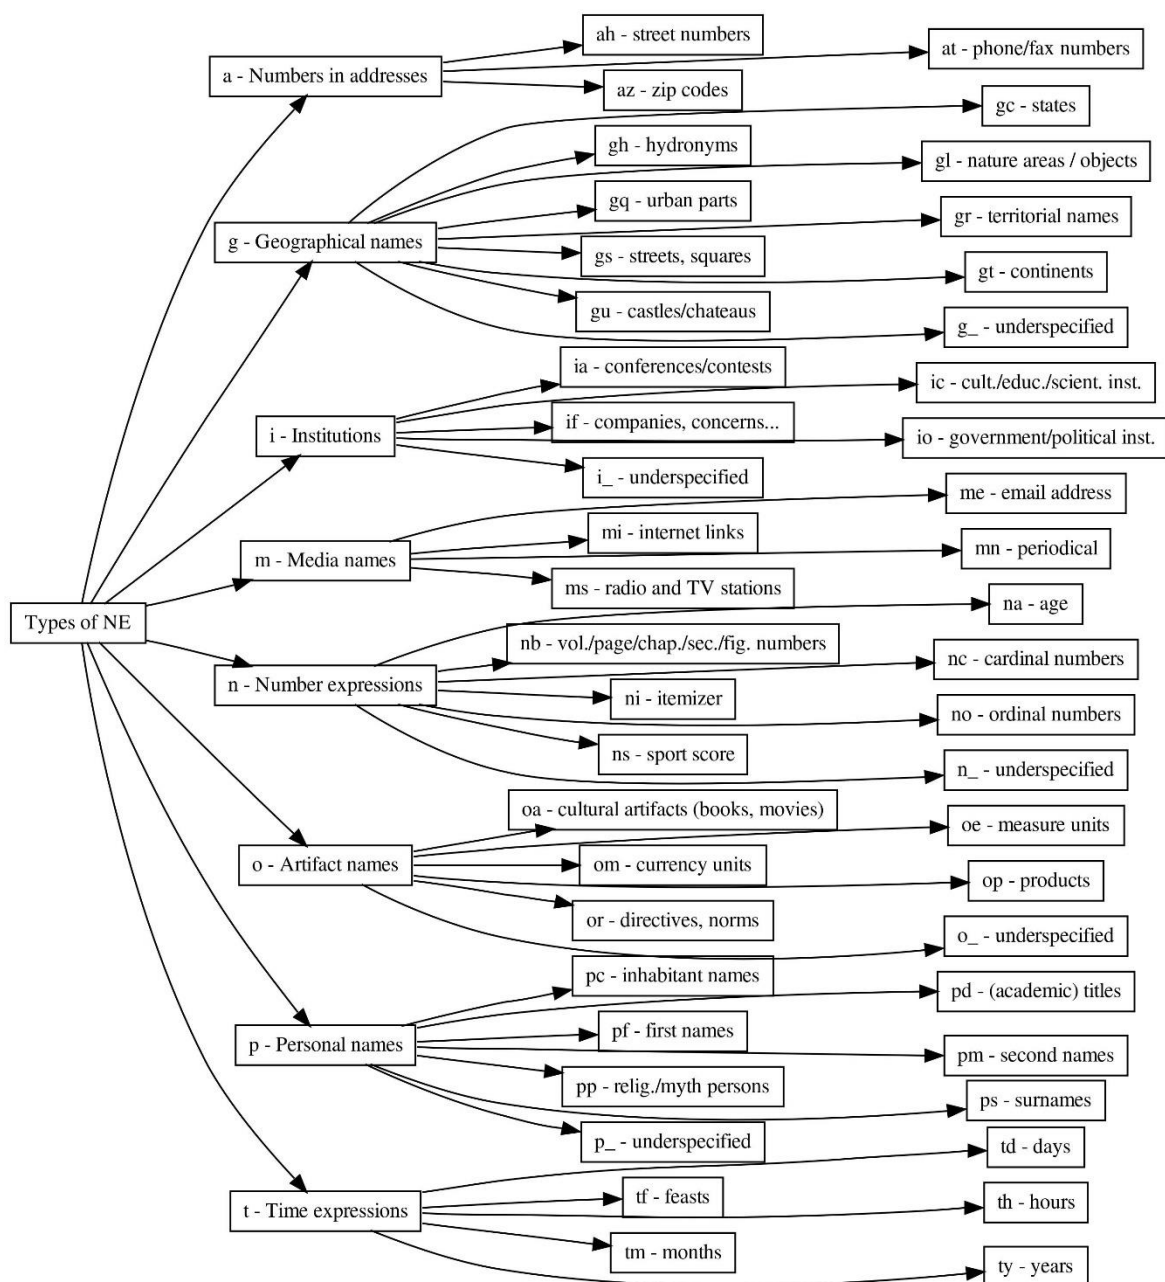 Types of NE
a - Numbers in addresses
ah - street numbers
at - phone/fax numbers
az - zip codes
g - Geographical names
gc - states
gh - hydronyms
gl - nature areas / objects
gq - urban parts
gr - territorial names
gs - streets, squares
gt - continents
gu - castles/chateaus
g_ - underspecified
i - Institutions
ia - conferences/contests
ic - cult./educ./scient. inst.
if - companies, concerns...
io - government/political inst.
i_ - underspecified
m - Media names
me - email address
mi - internet links
mn - periodical
ms - radio and TV stations
n - Number expressions
na - age
nb - vol./page/chap./sec./fig. numbers
nc - cardinal numbers
ni - itemizer
no - ordinal numbers
ns - sport score
n_ - underspecified
o - Artifact names
oa - cultural artifacts (books, movies)
oe - measure units
om - currency units
op - products
or - directives, norms
o_ - underspecified
p - Personal names
pc - inhabitant names
pd - (academic) titles
pf - first names
pm - second names
pp - relig./myth persons
ps - surnames
p_ - underspecified
t - Time expressions
td - days
tf - feasts
th - hours
tm - months
ty - years